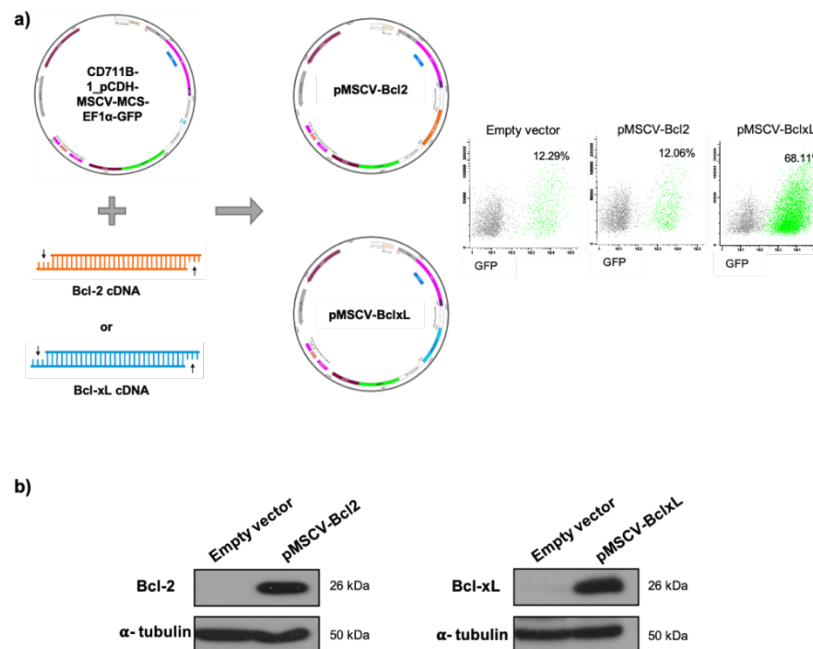 a)
CD711B-
1_pCDH-
MSCV-MCS-
EF1α-GFP
Bcl-2 cDNA
or
Bcl-xL cDNA
pMSCV-Bcl2
pMSCV-BclxL
Empty vector
12.29%
GFP
pMSCV-Bcl2
12.06%
GFP
pMSCV-BclxL
68.11%
GFP
b)
Empty vector
pMSCV-Bcl2
Bcl-2
26 kDa
α- tubulin
50 kDa
Empty vector
pMSCV-BclxL
Bcl-xL
26 kDa
α- tubulin
50 kDa